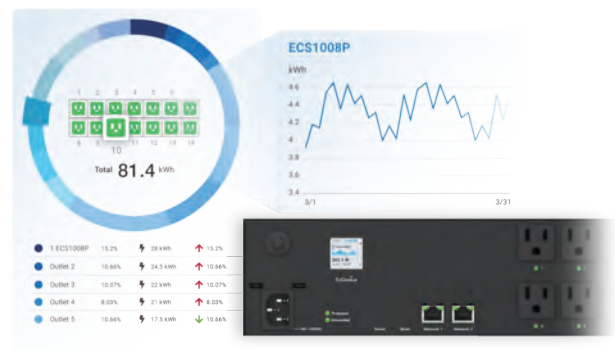 ECS1008P
kWh
4.6
4.4
4.2
4
3.8
3.6
3.4
3/1 3/31
1 2 3 4 5 6
8 9 11 12 13 14
10
Total 81.4 kWh
1 ECS1008P 15.2% 28 kWh 15.2%
Outlet 2 10.66% 24.5 kWh 10.66%
Outlet 3 10.07% 22 kWh 10.07%
Outlet 4 8.03% 21 kWh 8.03%
Outlet 5 10.66% 17.5 kWh 10.66%
EnGenius
Network 1 Network 2